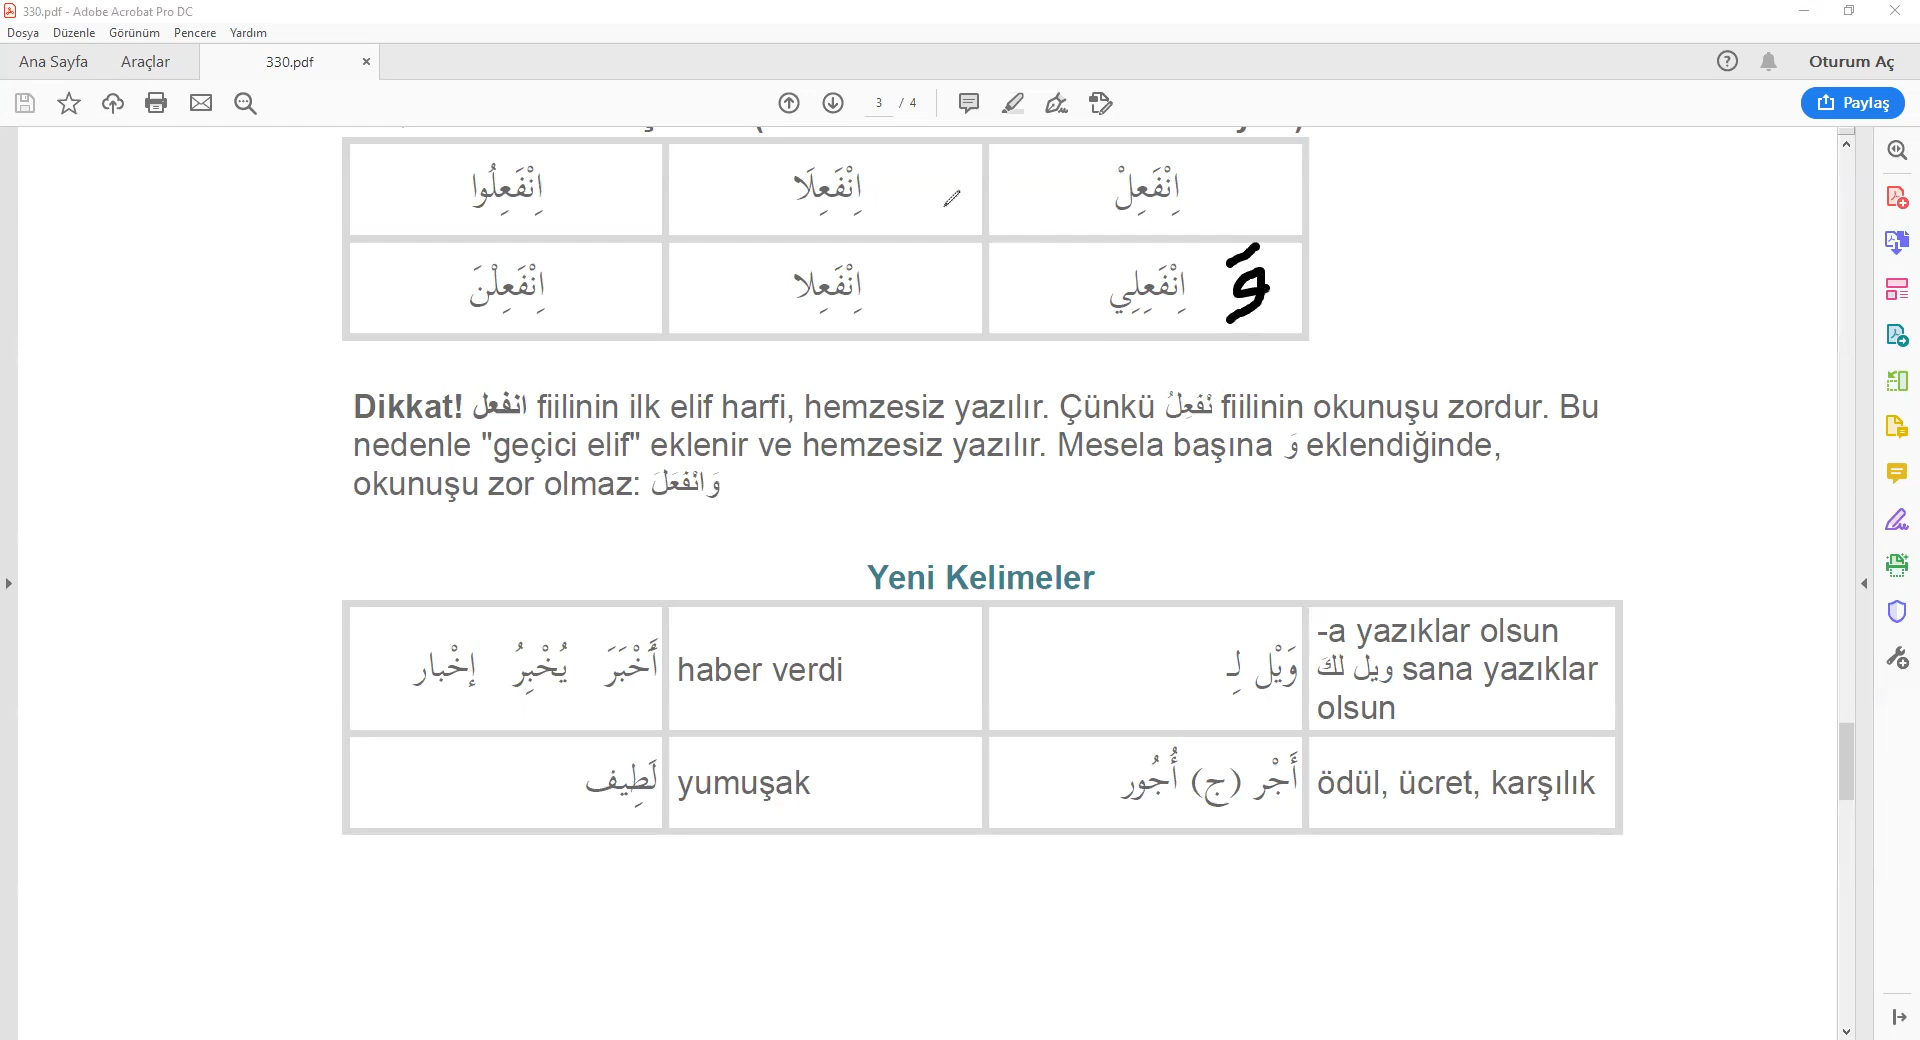 330.pdf - Adobe Acrobat Pro DC
Dosya Düzenle Görünüm Pencere Yardım
Ana Sayfa Araçlar 330.pdf × Oturum Aç
3 / 4 Paylaş
اِنْفَعِلْ اِنْفَعِلَا اِنْفَعِلُوا
وَ اِنْفَعِلِي اِنْفَعِلا اِنْفَعِلْنَ
Dikkat! انفعل fiilinin ilk elif harfi, hemzesiz yazılır. Çünkü نْفَعِلُ fiilinin okunuşu zordur. Bu
nedenle "geçici elif" eklenir ve hemzesiz yazılır. Mesela başına وَ eklendiğinde,
okunuşu zor olmaz: وَانْفَعَلَ
Yeni Kelimeler
أَخْبَرَ يُخْبِرُ إخْبار haber verdi
وَيْل لِـ -a yazıklar olsun
ويل لك sana yazıklar
olsun
لَطِيف yumuşak
أَجْر (ج) أُجُور ödül, ücret, karşılık